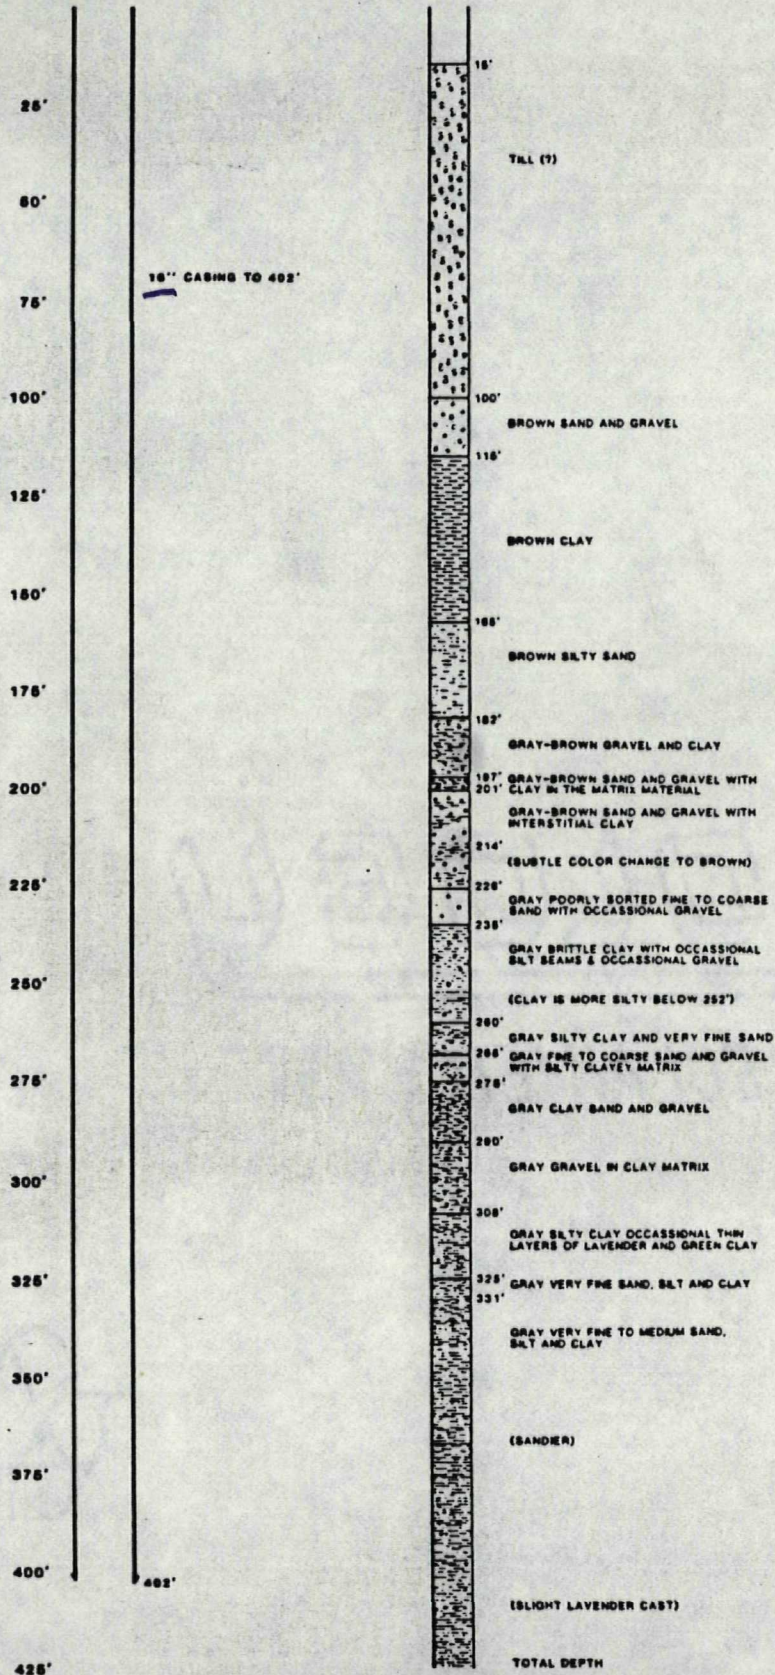 15'
25'
TILL (?)
50'
16'' CASING TO 402'
75'
100'
100'
BROWN SAND AND GRAVEL
115'
125'
BROWN CLAY
150'
BROWN SILTY SAND
175'
182'
GRAY-BROWN GRAVEL AND CLAY
197' GRAY-BROWN SAND AND GRAVEL WITH
200'
201' CLAY IN THE MATRIX MATERIAL
GRAY-BROWN SAND AND GRAVEL WITH
INTERSTITIAL CLAY
214'
(SUBTLE COLOR CHANGE TO BROWN)
225'
226'
GRAY POORLY SORTED FINE TO COARSE
SAND WITH OCCASSIONAL GRAVEL
235'
GRAY BRITTLE CLAY WITH OCCASSIONAL
SILT SEAMS & OCCASSIONAL GRAVEL
250'
(CLAY IS MORE SILTY BELOW 252')
260'
GRAY SILTY CLAY AND VERY FINE SAND
268' GRAY FINE TO COARSE SAND AND GRAVEL
WITH SILTY CLAYEY MATRIX
275'
275'
GRAY CLAY SAND AND GRAVEL
290'
GRAY GRAVEL IN CLAY MATRIX
300'
308'
GRAY SILTY CLAY OCCASSIONAL THIN
LAYERS OF LAVENDER AND GREEN CLAY
325'
325' GRAY VERY FINE SAND, SILT AND CLAY
331'
GRAY VERY FINE TO MEDIUM SAND,
SILT AND CLAY
350'
(SANDIER)
375'
400'
402'
(SLIGHT LAVENDER CAST)
TOTAL DEPTH
425'